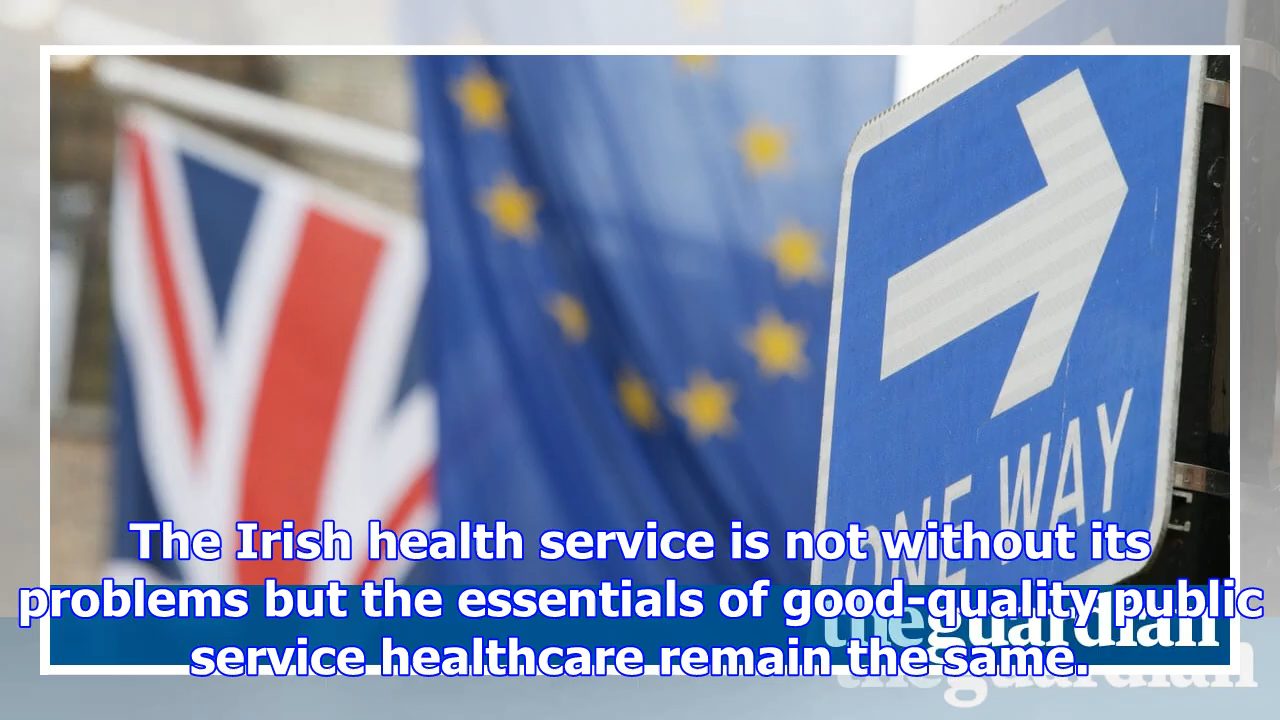 ONE WAY
The Irish health service is not without its
problems but the essentials of good-quality public
service healthcare remain the same.
theguardian
theguardian